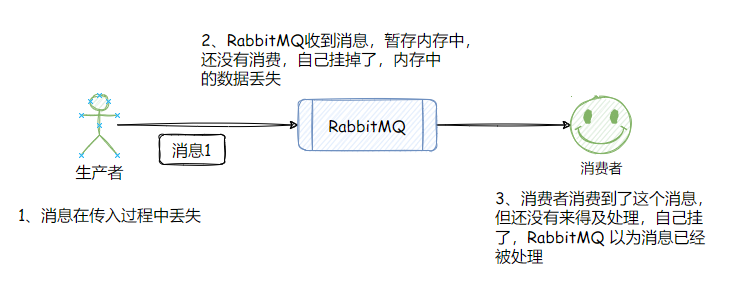 2、RabbitMQ收到消息，暂存内存中，
还没有消费，自己挂掉了，内存中
的数据丢失
RabbitMQ
消息1
生产者
消费者
1、消息在传入过程中丢失
3、消费者消费到了这个消息，
但还没有来得及处理，自己挂
了，RabbitMQ 以为消息已经
被处理